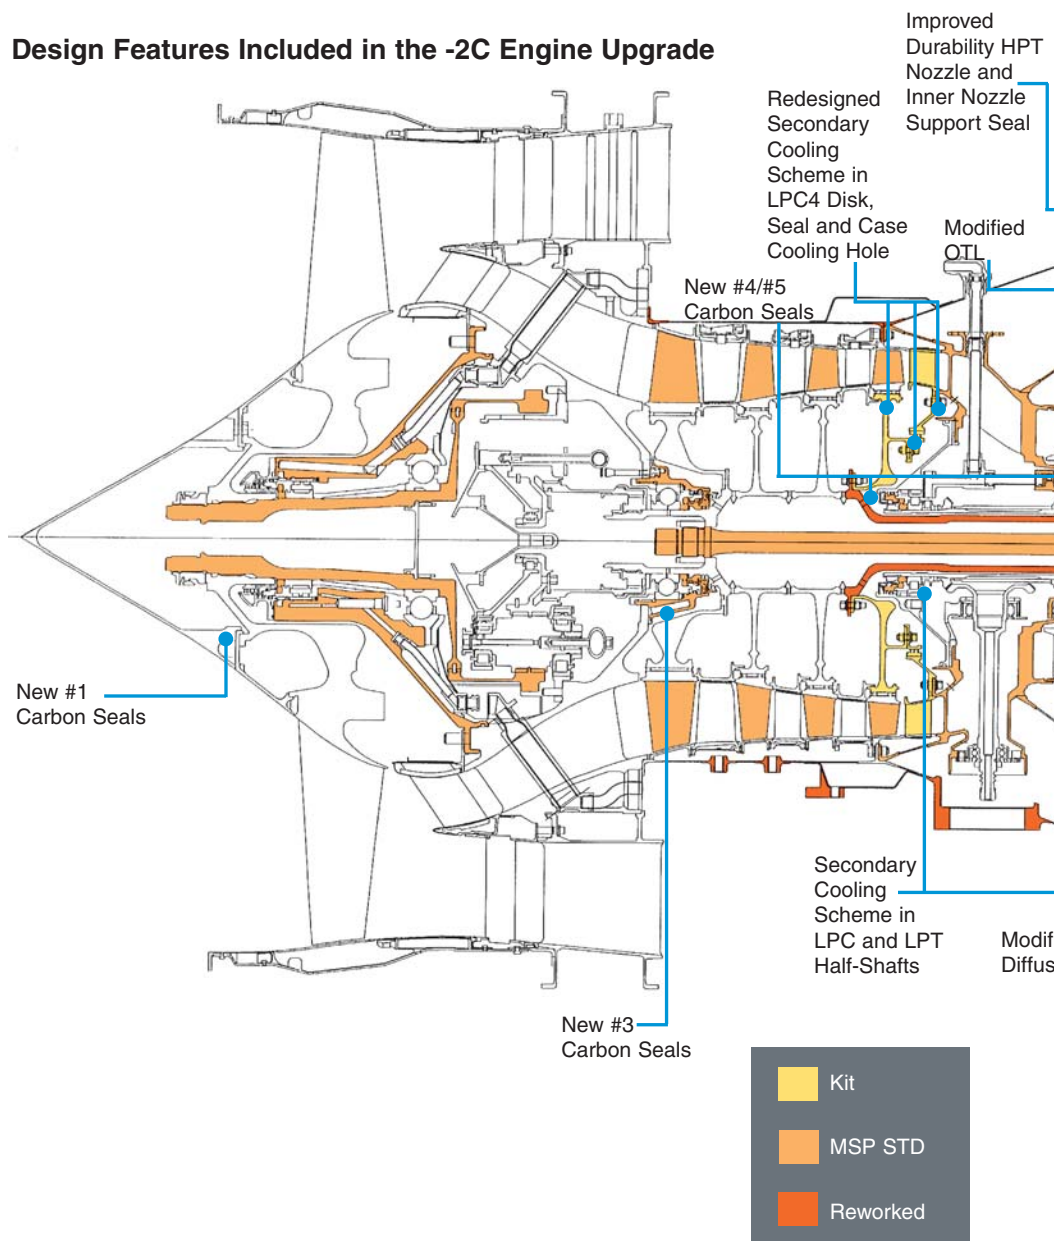 Design Features Included in the -2C Engine Upgrade
Improved
Durability HPT
Nozzle and
Inner Nozzle
Support Seal
Redesigned
Secondary
Cooling
Scheme in
LPC4 Disk,
Seal and Case
Cooling Hole
Modified
OTL
New #4/#5
Carbon Seals
New #1
Carbon Seals
Secondary
Cooling
Scheme in
LPC and LPT
Half-Shafts
Modif
Diffus
New #3
Carbon Seals
Kit
MSP STD
Reworked